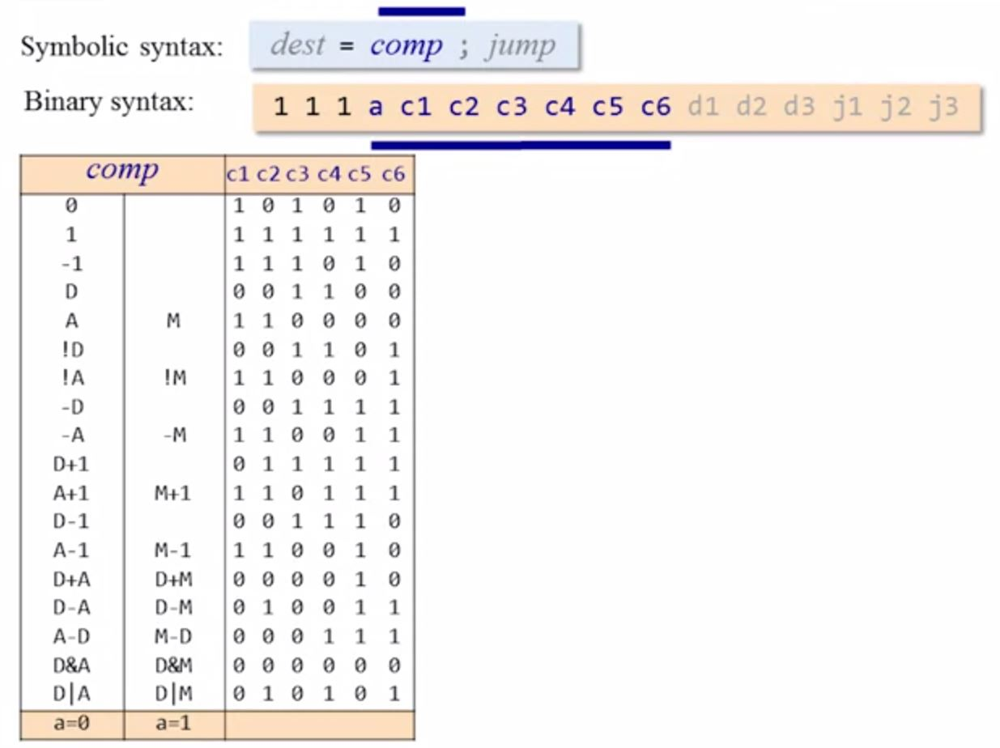 Symbolic syntax: dest = comp ; jump
Binary syntax: 1 1 1 a c1 c2 c3 c4 c5 c6 d1 d2 d3 j1 j2 j3
comp c1 c2 c3 c4 c5 c6
0 1 0 1 0 1 0
1 1 1 1 1 1 1
-1 1 1 1 0 1 0
D 0 0 1 1 0 0
A M 1 1 0 0 0 0
!D 0 0 1 1 0 1
!A !M 1 1 0 0 0 1
-D 0 0 1 1 1 1
-A -M 1 1 0 0 1 1
D+1 0 1 1 1 1 1
A+1 M+1 1 1 0 1 1 1
D-1 0 0 1 1 1 0
A-1 M-1 1 1 0 0 1 0
D+A D+M 0 0 0 0 1 0
D-A D-M 0 1 0 0 1 1
A-D M-D 0 0 0 1 1 1
D&A D&M 0 0 0 0 0 0
D|A D|M 0 1 0 1 0 1
a=0 a=1